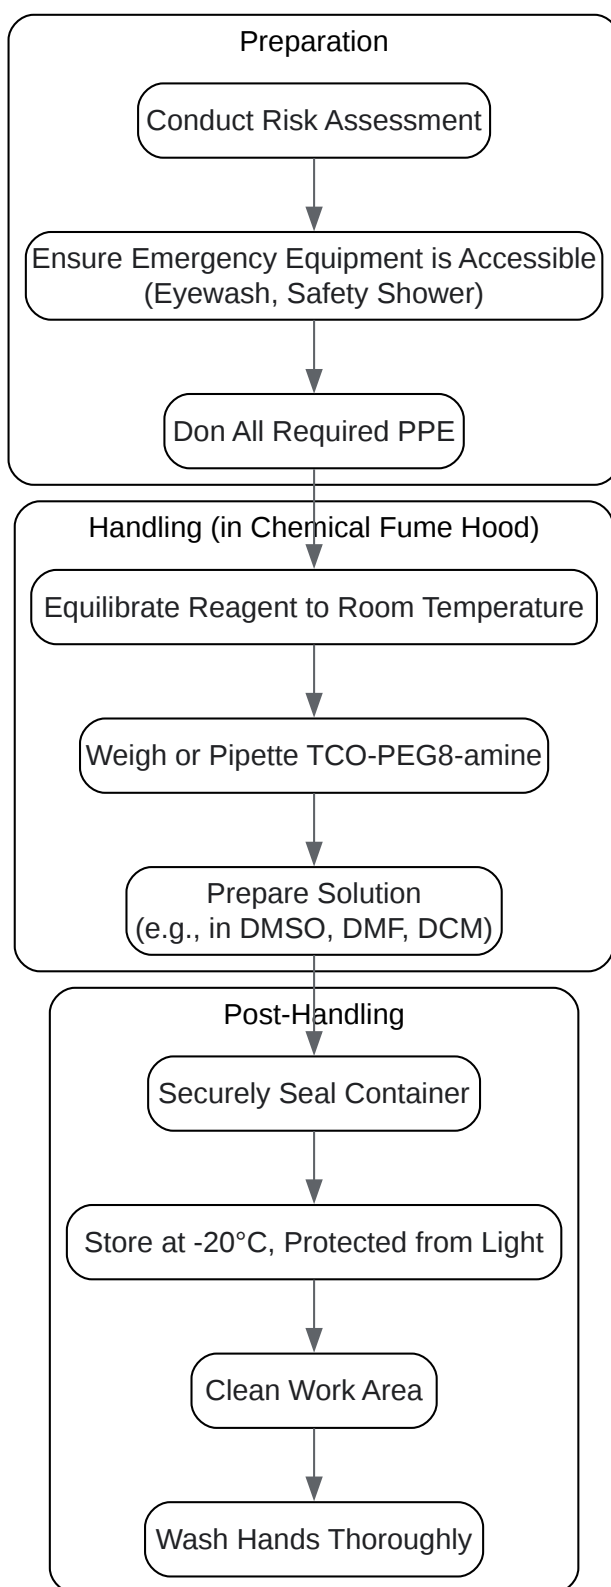 Preparation
Conduct Risk Assessment
Ensure Emergency Equipment is Accessible
(Eyewash, Safety Shower)
Don All Required PPE
Handling (in Chemical Fume Hood)
Equilibrate Reagent to Room Temperature
Weigh or Pipette TCO-PEG8-amine
Prepare Solution
(e.g., in DMSO, DMF, DCM)
Post-Handling
Securely Seal Container
Store at -20°C, Protected from Light
Clean Work Area
Wash Hands Thoroughly